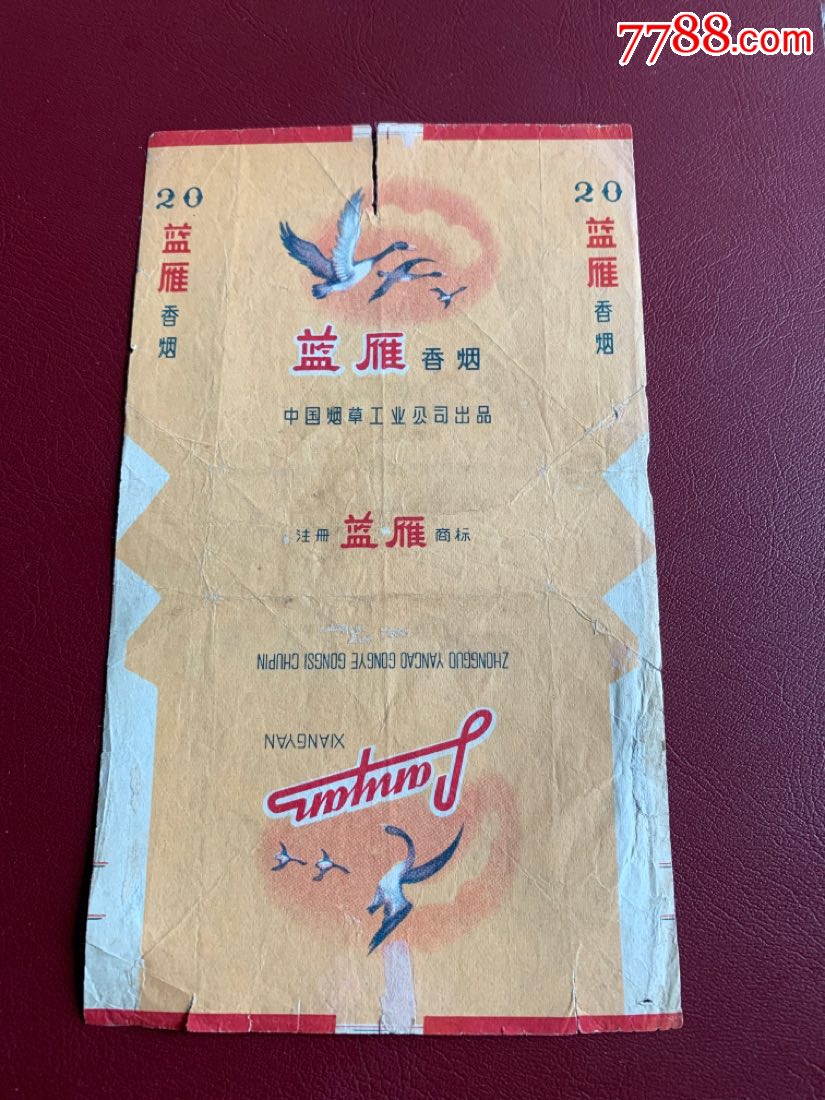 7788.com
20
蓝雁
香烟
20
蓝雁
香烟
蓝雁 香烟
中国烟草工业公司出品
注册 蓝雁 商标
ZHONGGUO YANCAO GONGYE GONGSI CHUPIN
XIANGYAN
Lanyan